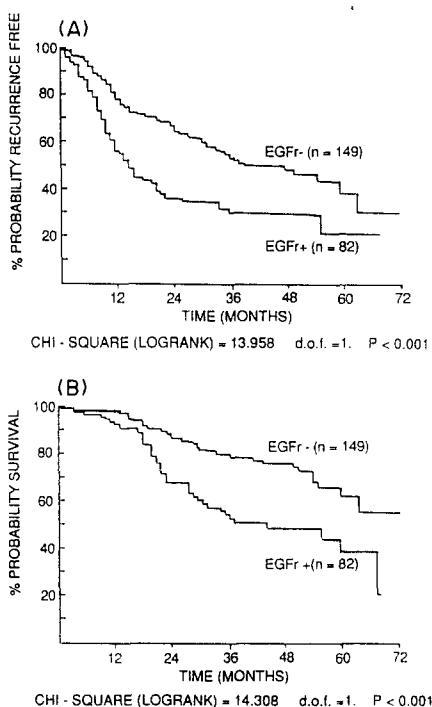 (A)
% PROBABILITY RECURRENCE FREE
100
80
60
40
20
EGFr- (n = 149)
EGFr+ (n = 82)
12 24 36 48 60 72
TIME (MONTHS)
CHI - SQUARE (LOGRANK) = 13.958 d.o.f. =1. P < 0.001
(B)
% PROBABILITY SURVIVAL
100
80
60
40
20
EGFr - (n = 149)
EGFr +(n = 82)
12 24 36 48 60 72
TIME (MONTHS)
CHI - SQUARE (LOGRANK) = 14.308 d.o.f. =1. P < 0.001